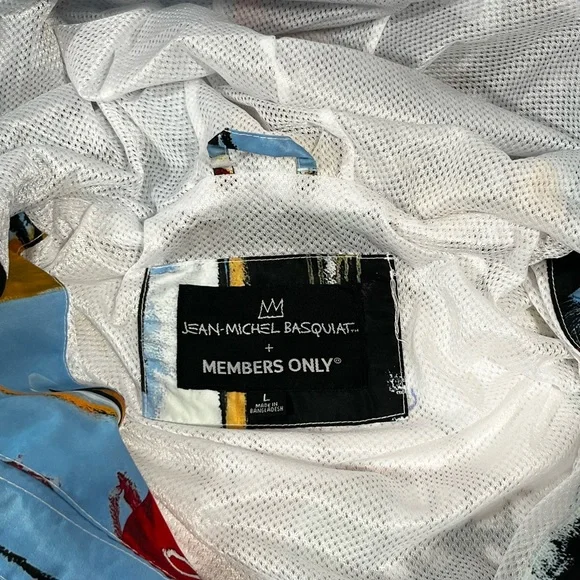 JEAN-MICHEL BASQUIAT...
+
MEMBERS ONLY®
L
MADE IN
BANGLADESH